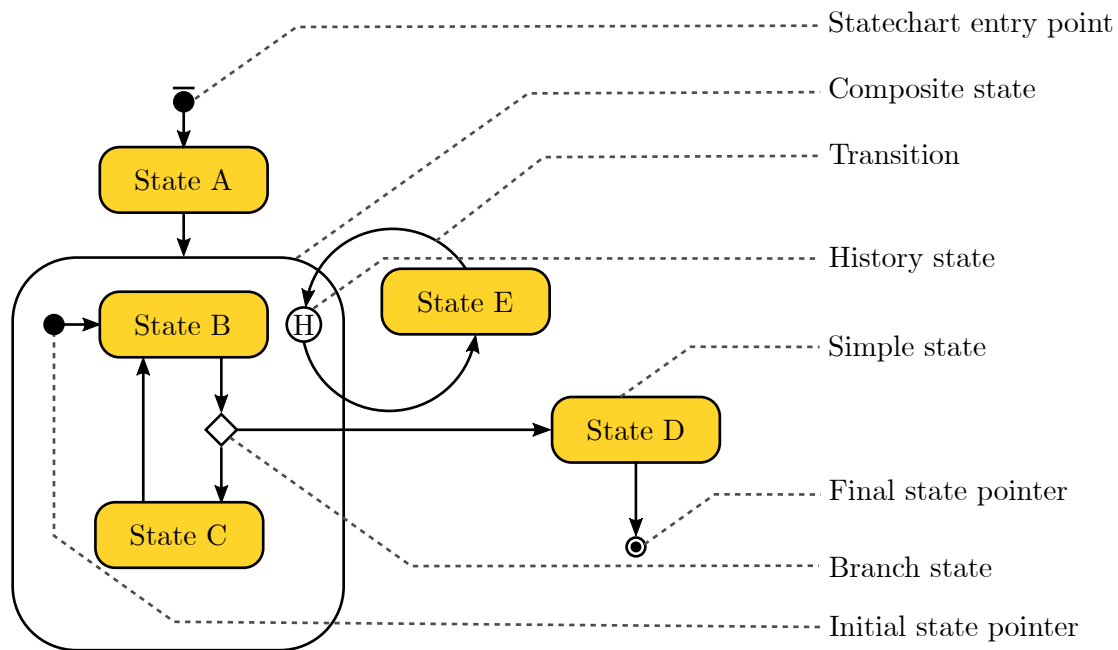 Statechart entry point
Composite state
Transition
State A
History state
State E
State B
H
Simple state
State D
Final state pointer
State C
Branch state
Initial state pointer